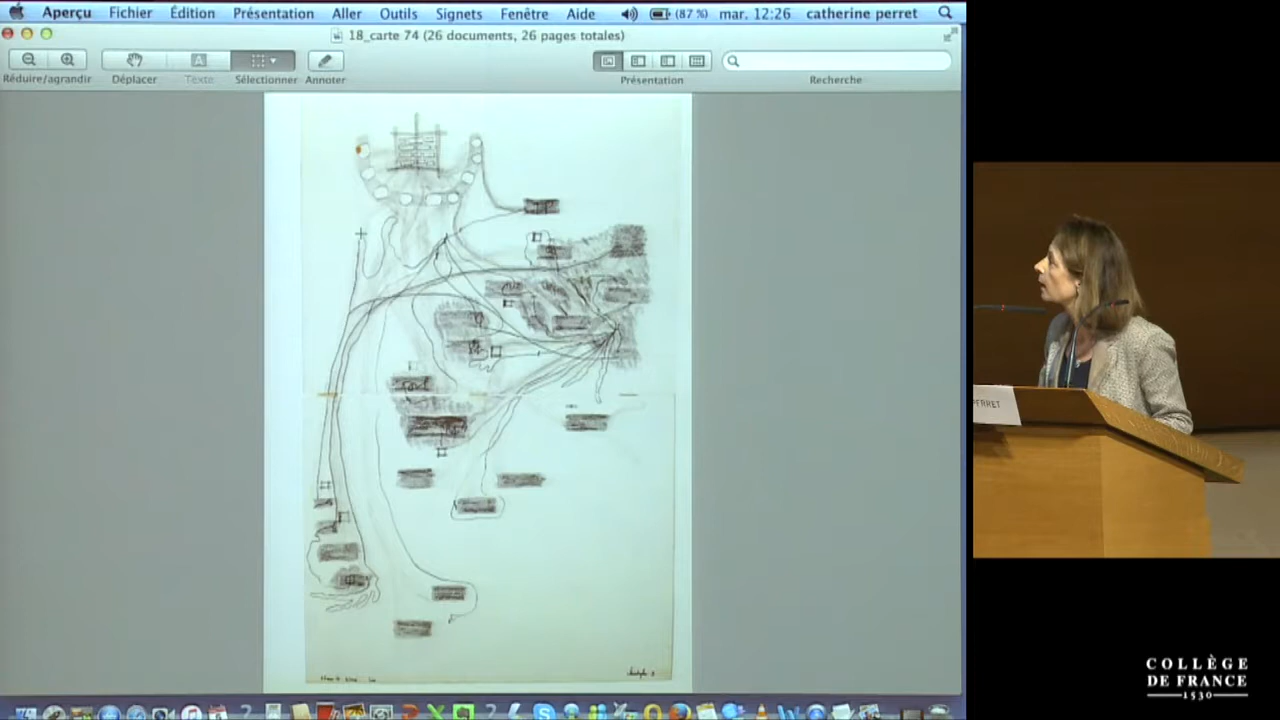 Aperçu Fichier Édition Présentation Aller Outils Signets Fenêtre Aide (87 %) mar. 12:26 catherine perret
18_carte 74 (26 documents, 26 pages totales)
Réduire/agrandir Déplacer Texte Sélectionner Annoter Présentation Recherche
PERRET
COLLÈGE
DE FRANCE
1530